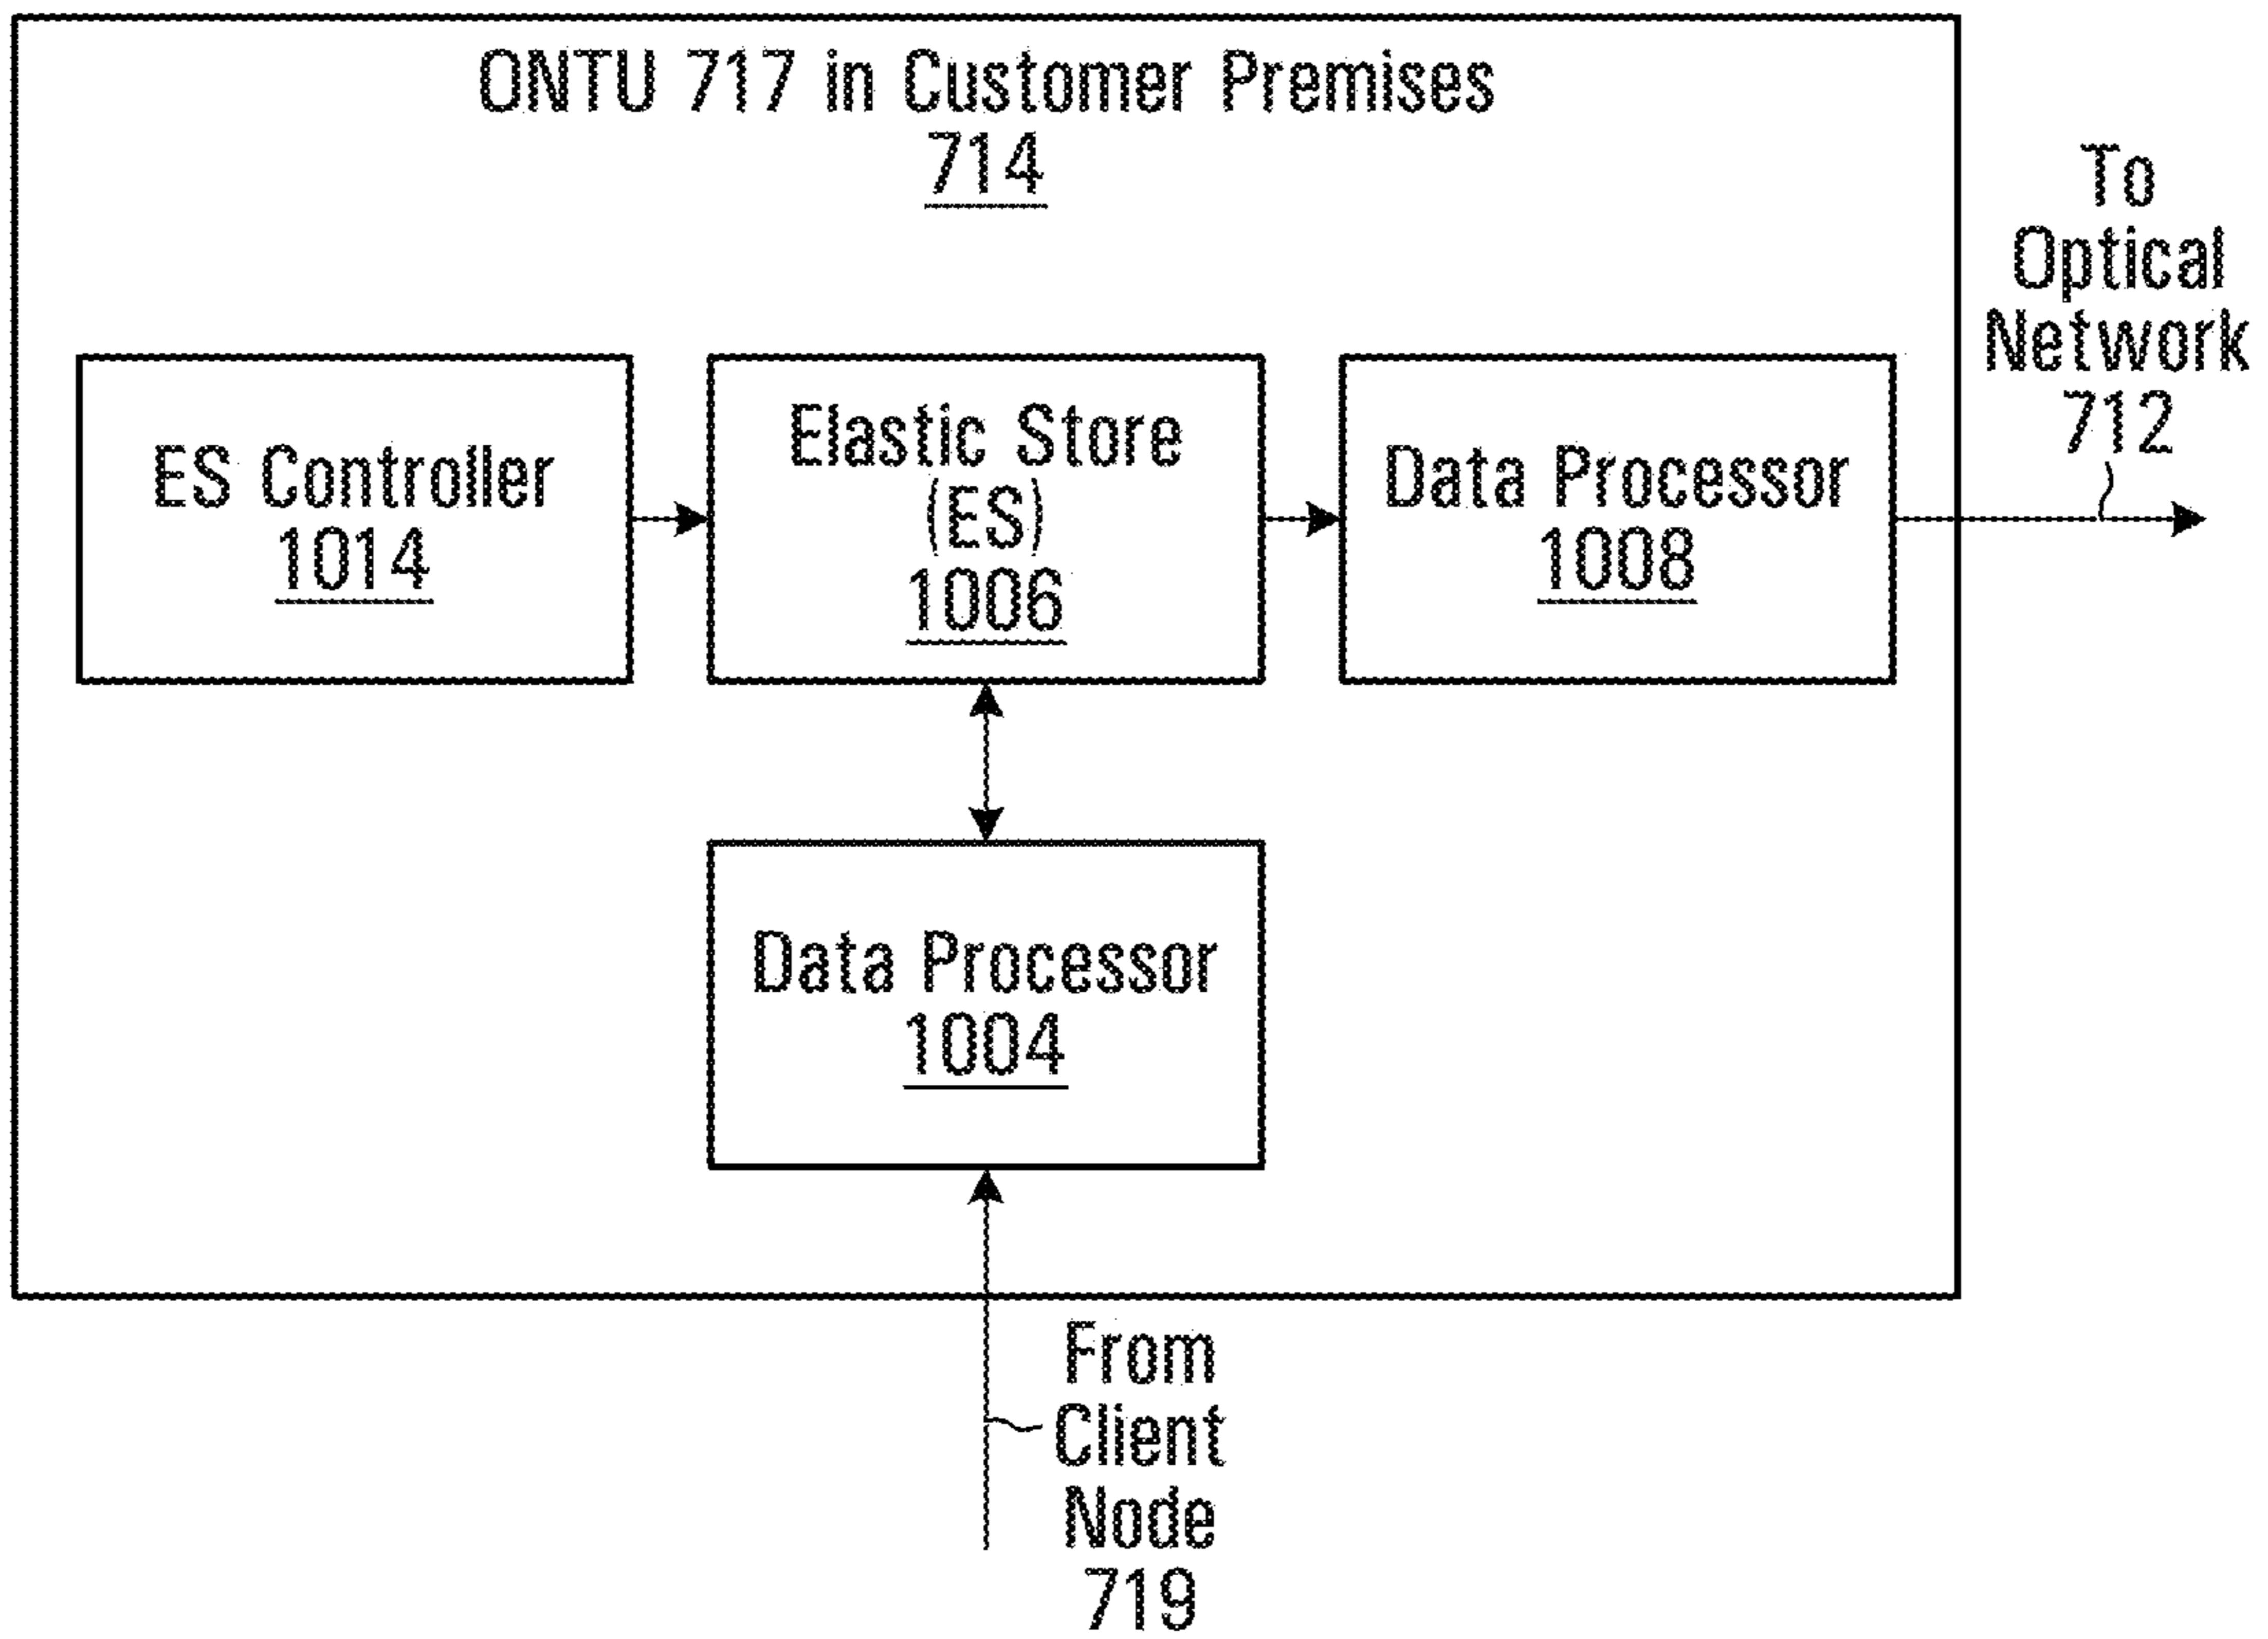 ONTU 717 in Customer Premises
714
To
Optical
Network
712
ES Controller
1014
Elastic Store
(ES)
1006
Data Processor
1008
Data Processor
1004
From
Client
Node
719